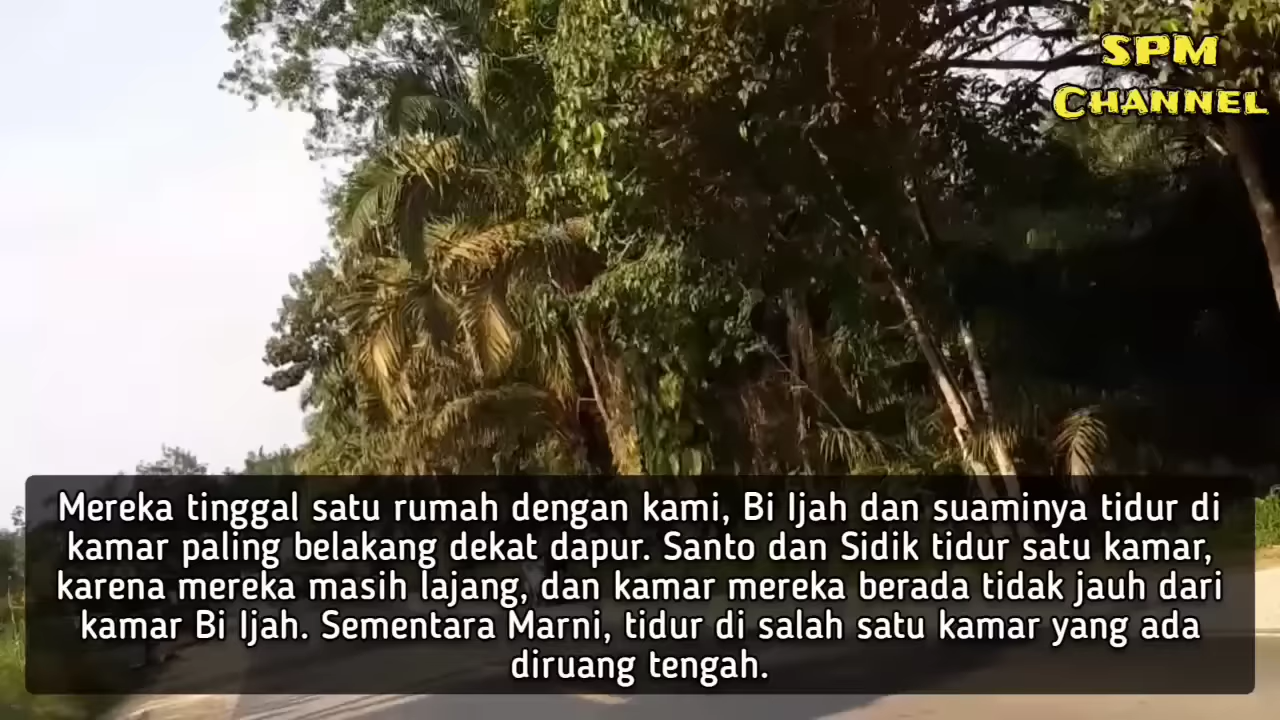 SPM
CHANNEL
Mereka tinggal satu rumah dengan kami, Bi Ijah dan suaminya tidur di
kamar paling belakang dekat dapur. Santo dan Sidik tidur satu kamar,
karena mereka masih lajang, dan kamar mereka berada tidak jauh dari
kamar Bi Ijah. Sementara Marni, tidur di salah satu kamar yang ada
diruang tengah.